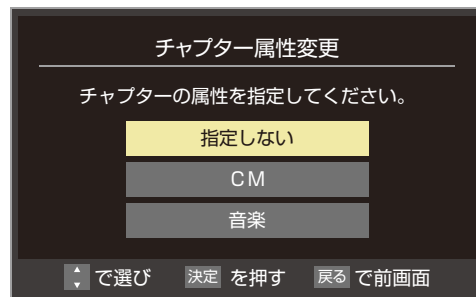 チャプター属性変更
チャプターの属性を指定してください。
指定しない
CM
音楽
で選び 決定 を押す 戻る で前画面